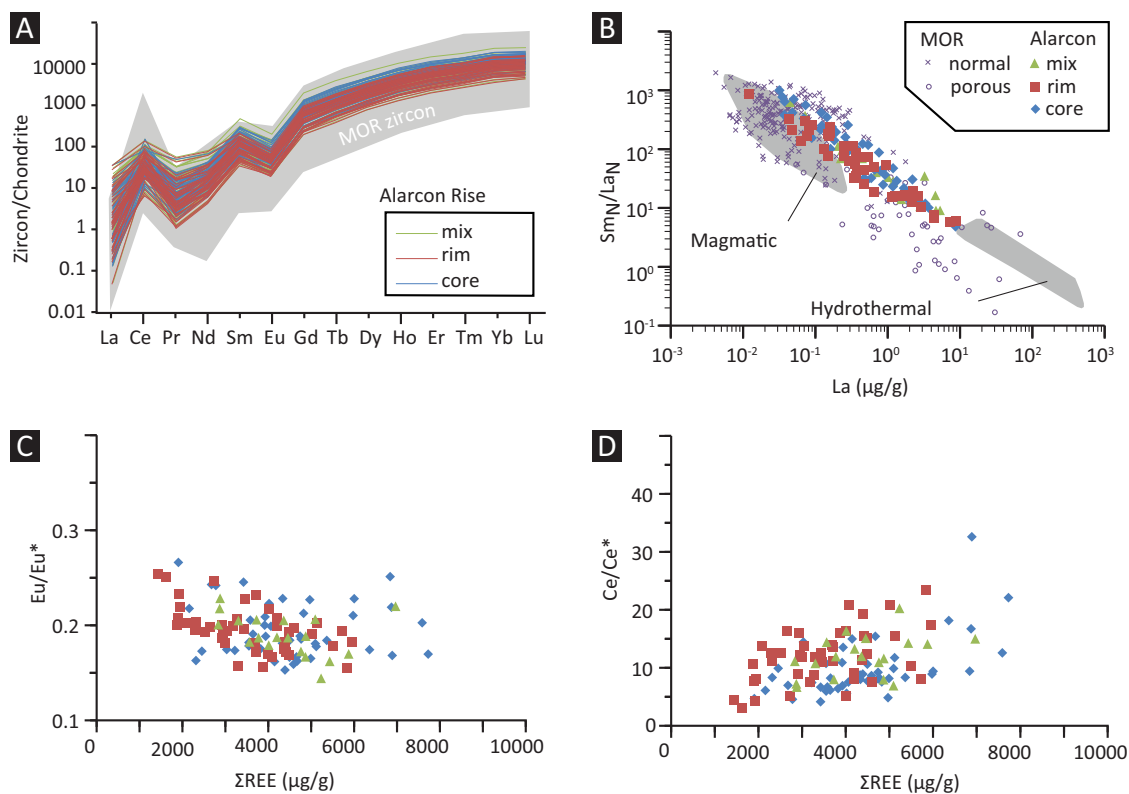 A
Zircon/Chondrite
10000
1000
100
10
1
0.1
0.01
MOR zircon
Alarcon Rise
mix
rim
core
La Ce Pr Nd Sm Eu Gd Tb Dy Ho Er Tm Yb Lu
B
SmN/LaN
10³
10²
10¹
10⁰
10⁻¹
MOR Alarcon
normal mix
porous rim
core
Magmatic
Hydrothermal
10⁻³ 10⁻² 10⁻¹ 10⁰ 10¹ 10² 10³
La (µg/g)
C
Eu/Eu*
0.3
0.2
0.1
0 2000 4000 6000 8000 10000
ΣREE (µg/g)
D
Ce/Ce*
40
30
20
10
0
0 2000 4000 6000 8000 10000
ΣREE (µg/g)